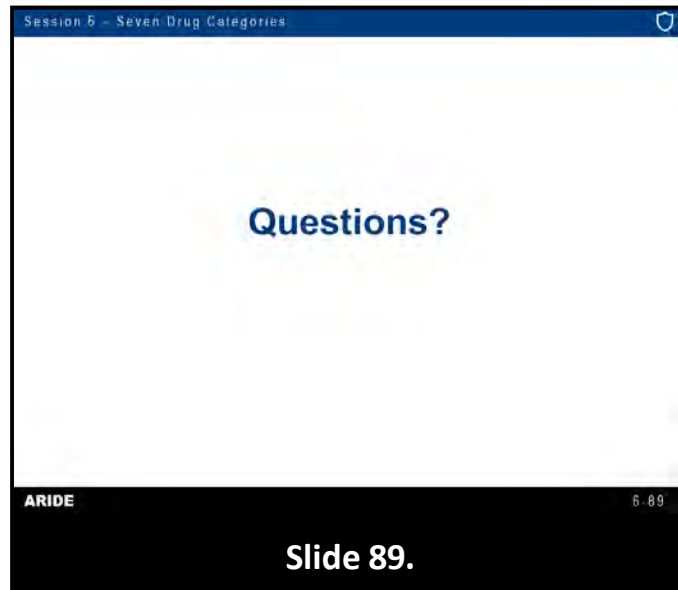 Session 6 – Seven Drug Categories
Questions?
ARIDE
6-89
Slide 89.